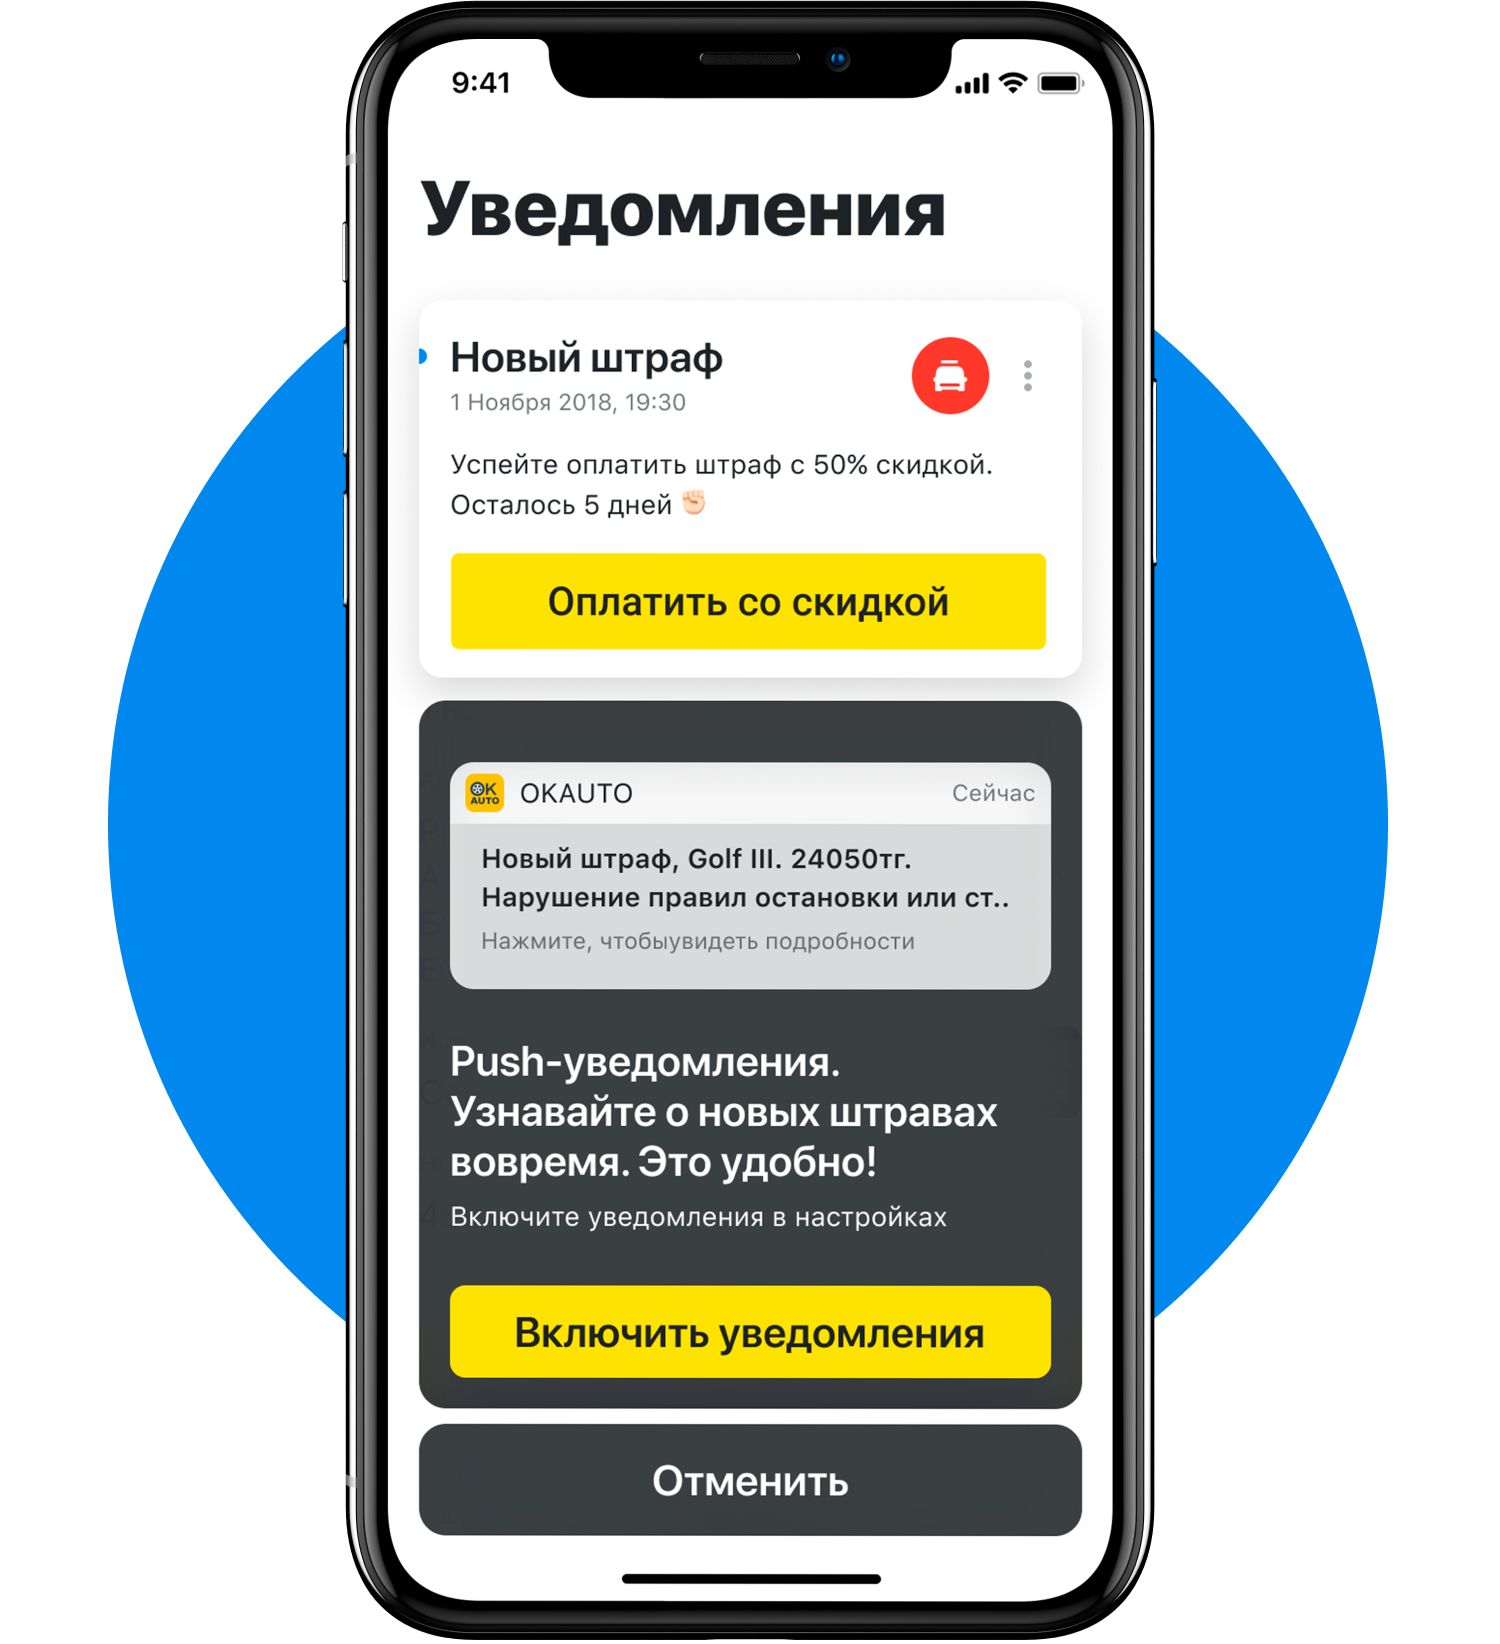 9:41
Уведомления
Новый штраф
1 Ноября 2018, 19:30
Успейте оплатить штраф с 50% скидкой.
Осталось 5 дней ✊🏻
Оплатить со скидкой
OK
AUTO
OKAUTO
Сейчас
Новый штраф, Golf III. 24050тг.
Нарушение правил остановки или ст..
Нажмите, чтобыувидеть подробности
Push-уведомления.
Узнавайте о новых штравах
вовремя. Это удобно!
Включите уведомления в настройках
Включить уведомления
Отменить